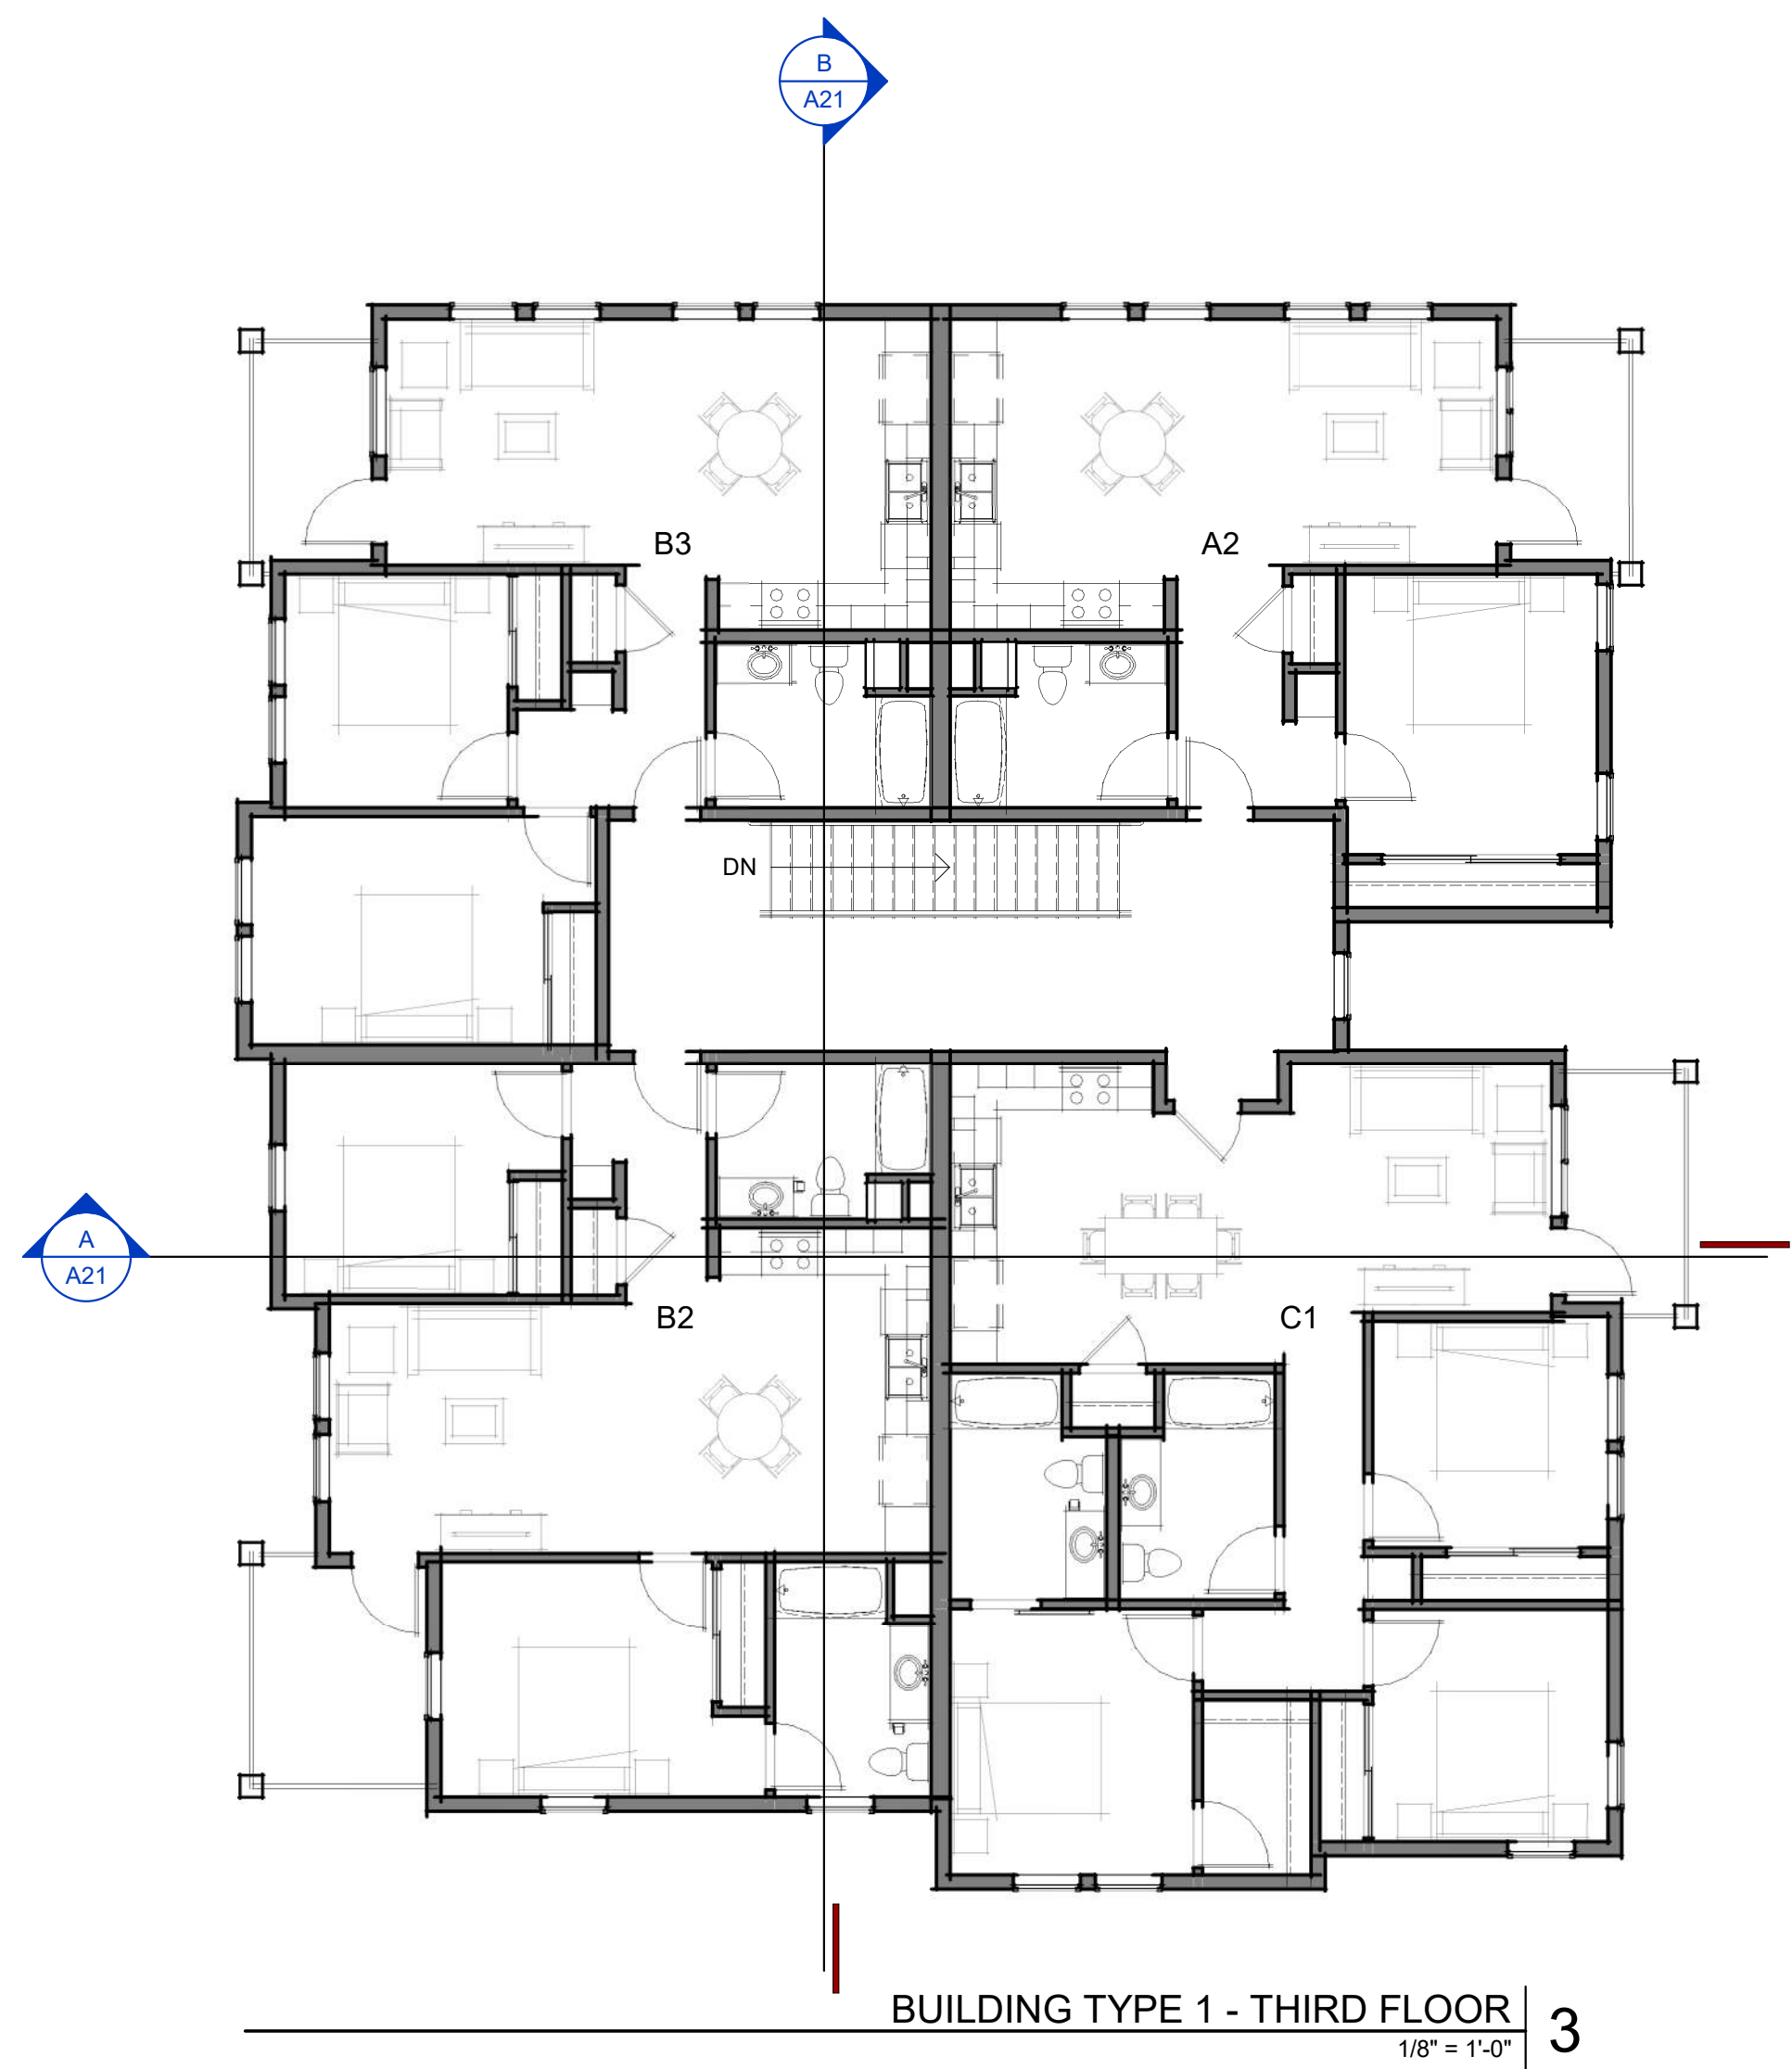 B
A21
B3
A2
DN
A
A21
B2
C1
BUILDING TYPE 1 - THIRD FLOOR
1/8" = 1'-0"
3